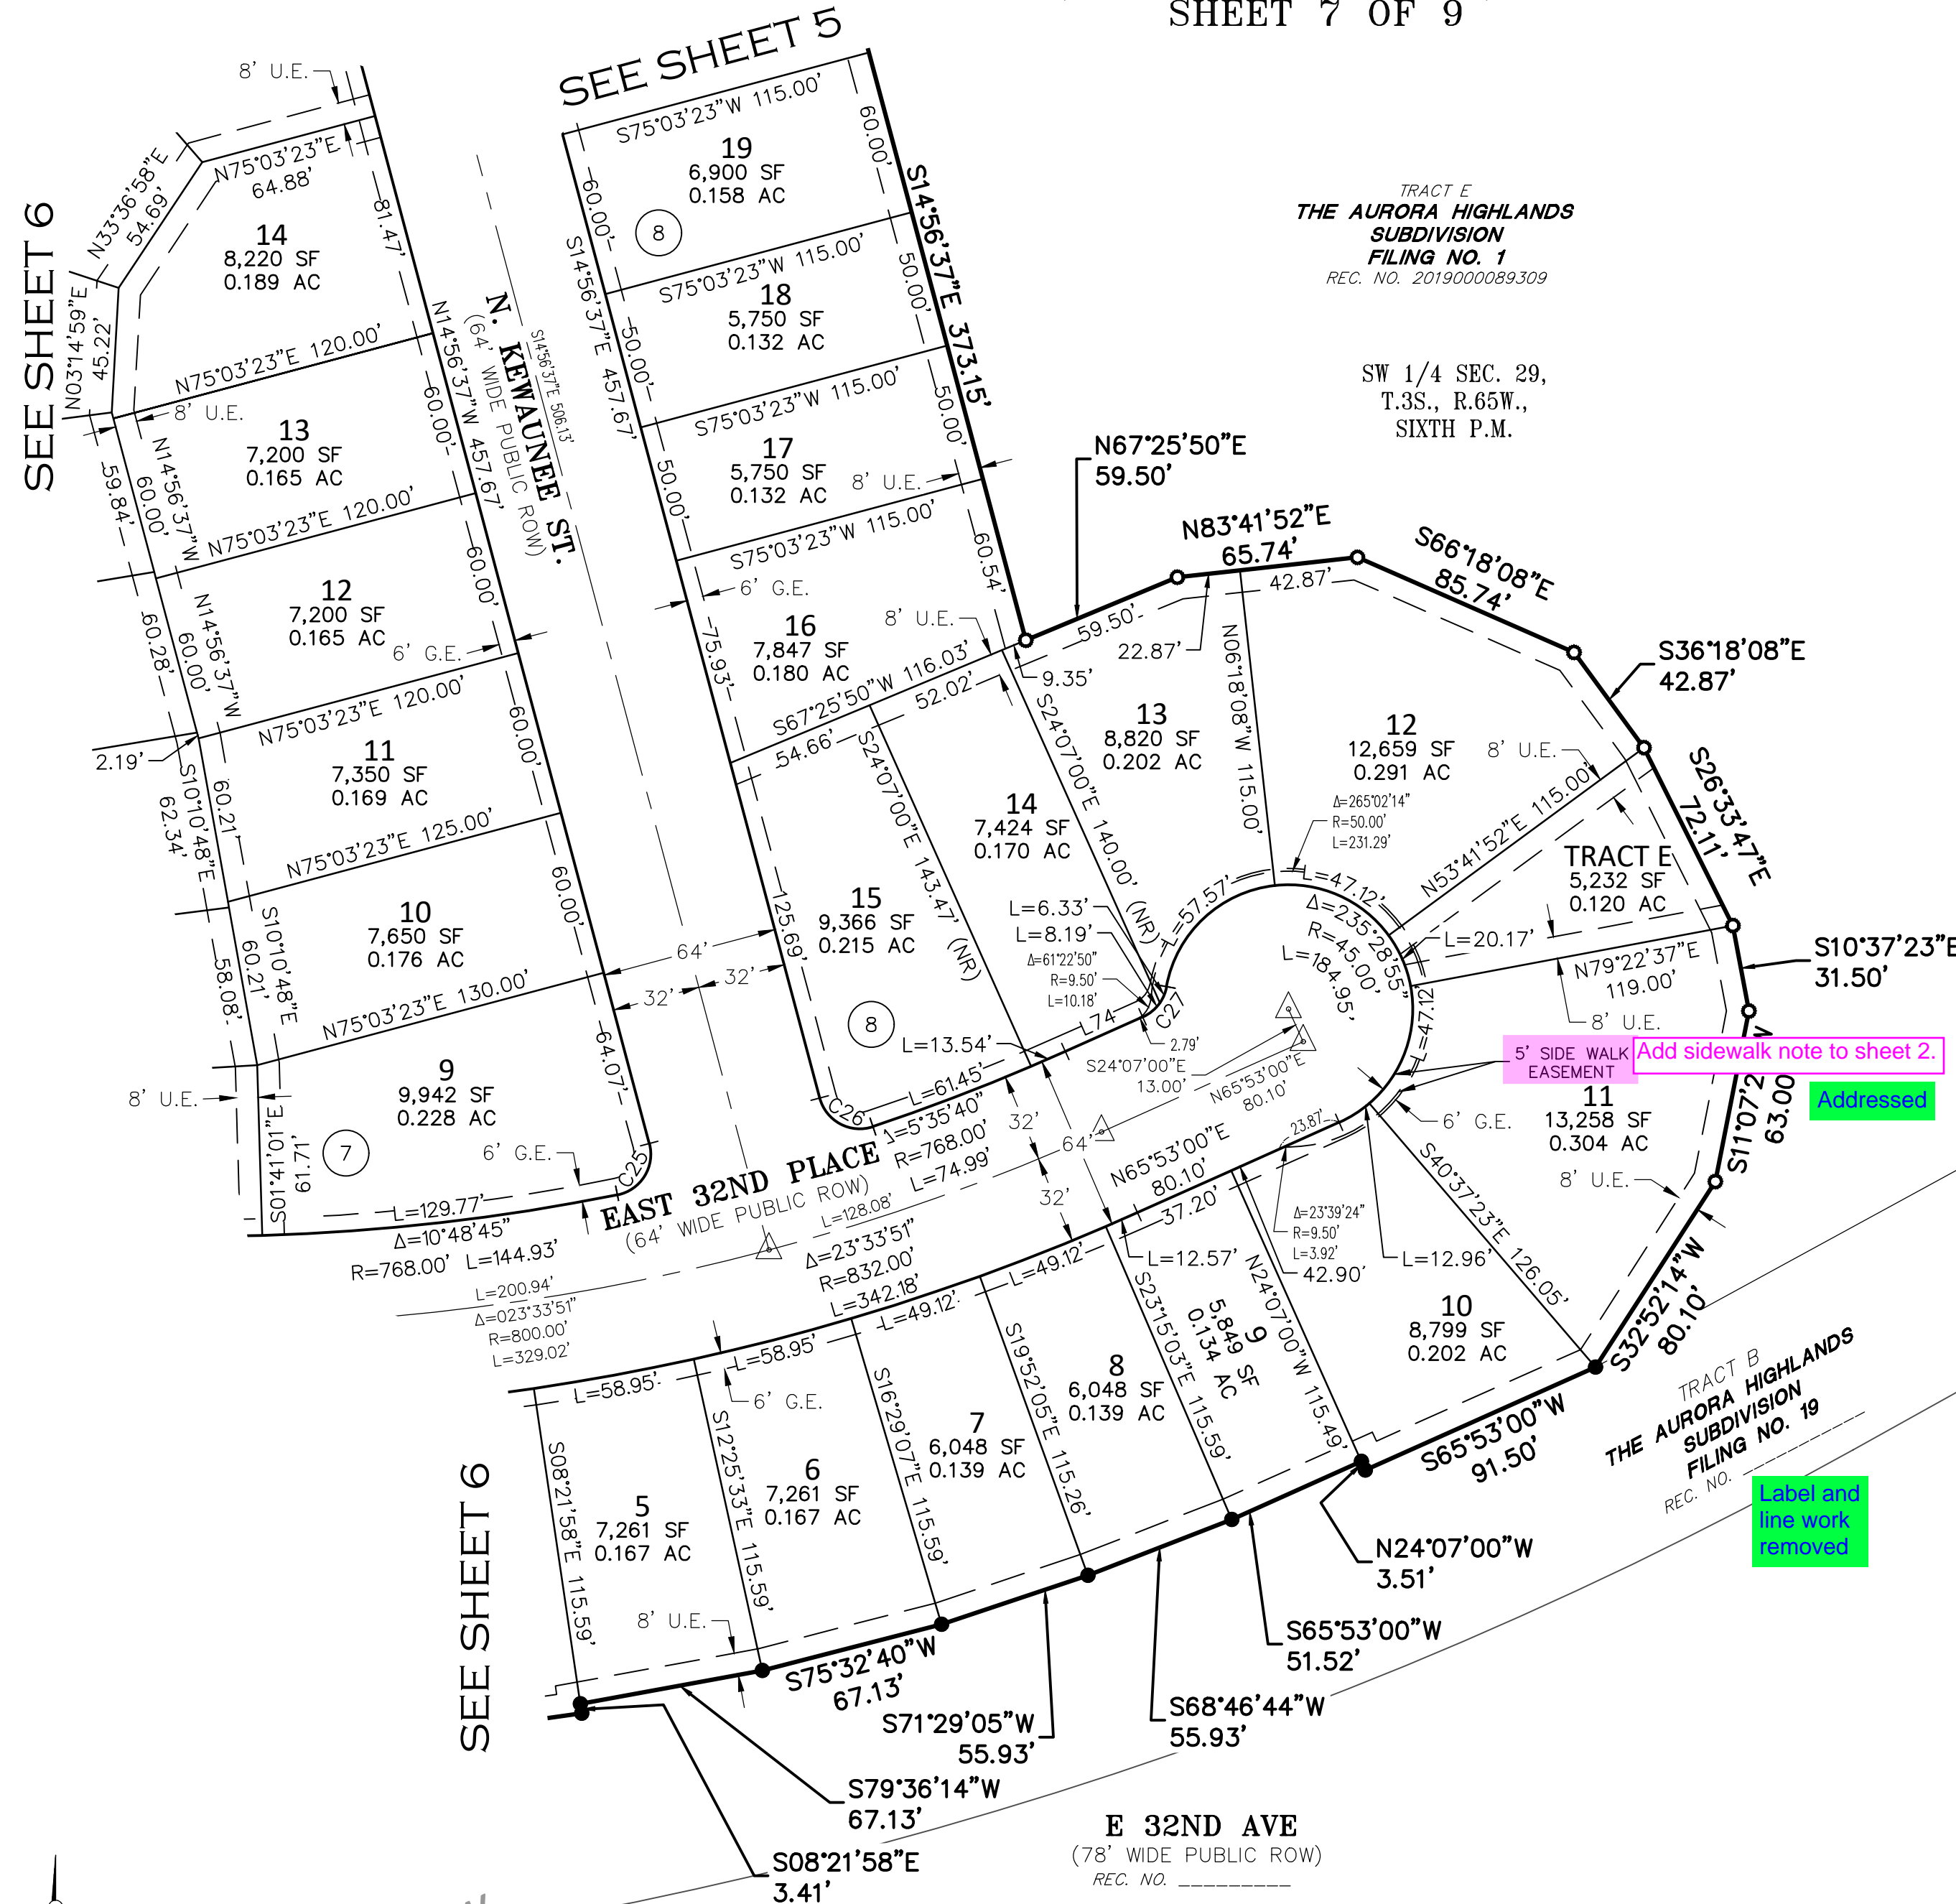 SHEET 7 OF 9
SEE SHEET 5
SEE SHEET 6
8' U.E.
N33°36'58"E
54.69'
N75°03'23"E
64.88'
14
8,220 SF
0.189 AC
81.47'
N03°14'59"E
45.22'
N75°03'23"E 120.00'
8' U.E.
13
7,200 SF
0.165 AC
N14°56'37"W
60.00'
59.84'
60.00'
N14°56'37"W 457.67'
N75°03'23"E 120.00'
12
7,200 SF
0.165 AC
6' G.E.
N14°56'37"W
60.00'
60.28'
60.00'
N75°03'23"E 120.00'
2.19'
11
7,350 SF
0.169 AC
S10°10'48"E
62.34'
60.21'
60.00'
N75°03'23"E 125.00'
10
7,650 SF
0.176 AC
S10°10'48"E
60.21'
58.08'
60.00'
N75°03'23"E 130.00'
9
9,942 SF
0.228 AC
8' U.E.
7
6' G.E.
S01°41'01"E
61.71'
64.07'
C25
L=129.77'
Δ=10°48'45"
R=768.00' L=144.93'
L=200.94'
Δ=023°33'51"
R=800.00'
L=329.02'
N. KEWAUNEE ST.
(64' WIDE PUBLIC ROW)
S14°56'37"E 506.13'
64'
32'
32'
S75°03'23"W 115.00'
19
6,900 SF
0.158 AC
8
60.00'
60.00'
S14°56'37"E 457.67'
S14°56'37"E 373.15'
S75°03'23"W 115.00'
18
5,750 SF
0.132 AC
50.00'
50.00'
S75°03'23"W 115.00'
17
5,750 SF
0.132 AC
8' U.E.
50.00'
50.00'
S75°03'23"W 115.00'
6' G.E.
16
7,847 SF
0.180 AC
8' U.E.
60.54'
75.93'
S67°25'50"W 116.03'
54.66'
52.02'
9.35'
TRACT E
THE AURORA HIGHLANDS
SUBDIVISION
FILING NO. 1
REC. NO. 2019000089309
SW 1/4 SEC. 29,
T.3S., R.65W.,
SIXTH P.M.
N67°25'50"E
59.50'
59.50'
N83°41'52"E
65.74'
22.87'
42.87'
S66°18'08"E
85.74'
S36°18'08"E
42.87'
S26°33'47"E
72.11'
S10°37'23"E
31.50'
63.00
15
9,366 SF
0.215 AC
125.69'
S24°07'00"E 143.47' (NR)
14
7,424 SF
0.170 AC
S24°07'00"E 140.00' (NR)
13
8,820 SF
0.202 AC
N06°18'08"W 115.00'
12
12,659 SF
0.291 AC
8' U.E.
Δ=265°02'14"
R=50.00'
L=231.29'
N53°41'52"E 115.00'
TRACT E
5,232 SF
0.120 AC
L=57.57'
L=47.12'
Δ=235°28'55"
R=45.00'
L=184.95'
L=20.17'
L=47.12'
N79°22'37"E
119.00'
8' U.E.
L=6.33'
L=8.19'
Δ=61°22'50"
R=9.50'
L=10.18'
L74
C27
2.79'
8
L=13.54'
C26
L=61.45'
Δ=5°35'40"
R=768.00'
L=74.99'
S24°07'00"E
13.00'
N65°53'00"E
80.10'
5' SIDE WALK
EASEMENT
Add sidewalk note to sheet 2.
Addressed
11
13,258 SF
0.304 AC
6' G.E.
8' U.E.
EAST 32ND PLACE
(64' WIDE PUBLIC ROW)
L=128.08'
Δ=23°33'51"
R=832.00'
L=342.18'
32'
64'
32'
N65°53'00"E
80.10'
23.87'
37.20'
Δ=23°39'24"
R=9.50'
L=3.92'
42.90'
L=12.57'
L=12.96'
S40°37'23"E 126.05'
S32°52'14"W
80.10'
10
8,799 SF
0.202 AC
N24°07'00"W 115.49'
9
5,849 SF
0.134 AC
S23°15'03"E 115.59'
L=49.12'
8
6,048 SF
0.139 AC
S19°52'05"E 115.26'
L=49.12'
7
6,048 SF
0.139 AC
S16°29'07"E 115.59'
L=58.95'
6' G.E.
6
7,261 SF
0.167 AC
S12°25'33"E 115.59'
L=58.95'
5
7,261 SF
0.167 AC
S08°21'58"E 115.59'
8' U.E.
SEE SHEET 6
S65°53'00"W
91.50'
TRACT B
THE AURORA HIGHLANDS
SUBDIVISION
FILING NO. 19
REC. NO. __________
Label and
line work
removed
N24°07'00"W
3.51'
S65°53'00"W
51.52'
S68°46'44"W
55.93'
S71°29'05"W
55.93'
S75°32'40"W
67.13'
S79°36'14"W
67.13'
S08°21'58"E
3.41'
E 32ND AVE
(78' WIDE PUBLIC ROW)
REC. NO. _________